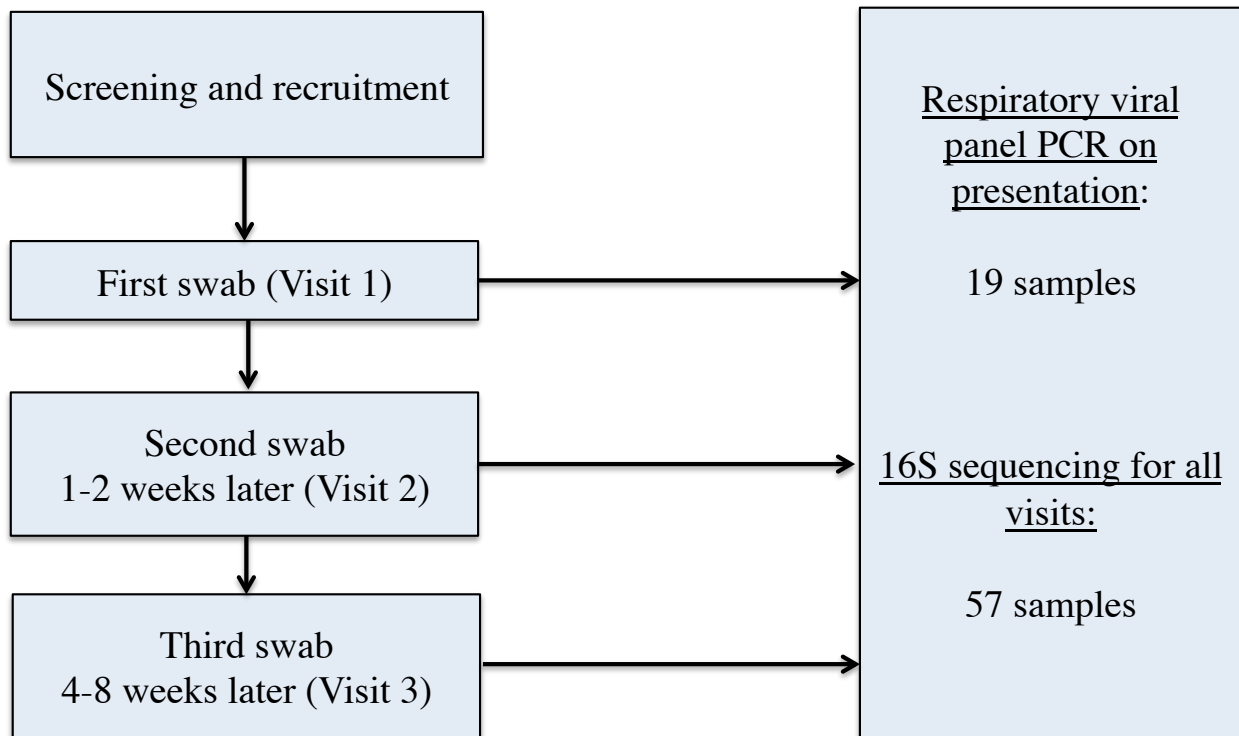 Screening and recruitment
First swab (Visit 1)
Second swab
1-2 weeks later (Visit 2)
Third swab
4-8 weeks later (Visit 3)
Respiratory viral
panel PCR on
presentation:
19 samples
16S sequencing for all
visits:
57 samples